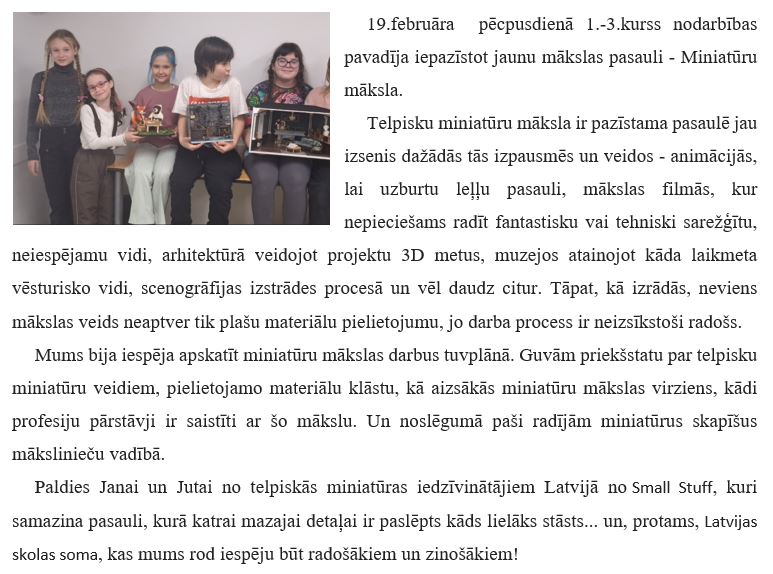 19.februāra pēcpusdienā 1.-3.kurss nodarbības
pavadīja iepazīstot jaunu mākslas pasauli - Miniatūru
māksla.
Telpisku miniatūru māksla ir pazīstama pasaulē jau
izsenis dažādās tās izpausmēs un veidos - animācijās,
lai uzburtu leļļu pasauli, mākslas filmās, kur
nepieciešams radīt fantastisku vai tehniski sarežģītu,
neiespējamu vidi, arhitektūrā veidojot projektu 3D metus, muzejos atainojot kāda laikmeta
vēsturisko vidi, scenogrāfijas izstrādes procesā un vēl daudz citur. Tāpat, kā izrādās, neviens
mākslas veids neaptver tik plašu materiālu pielietojumu, jo darba process ir neizsīkstoši radošs.
Mums bija iespēja apskatīt miniatūru mākslas darbus tuvplānā. Guvām priekšstatu par telpisku
miniatūru veidiem, pielietojamo materiālu klāstu, kā aizsākās miniatūru mākslas virziens, kādi
profesiju pārstāvji ir saistīti ar šo mākslu. Un noslēgumā paši radījām miniatūrus skapīšus
mākslinieču vadībā.
Paldies Janai un Jutai no telpiskās miniatūras iedzīvinātājiem Latvijā no Small Stuff, kuri
samazina pasauli, kurā katrai mazajai detaļai ir paslēpts kāds lielāks stāsts... un, protams, Latvijas
skolas soma, kas mums rod iespēju būt radošākiem un zinošākiem!